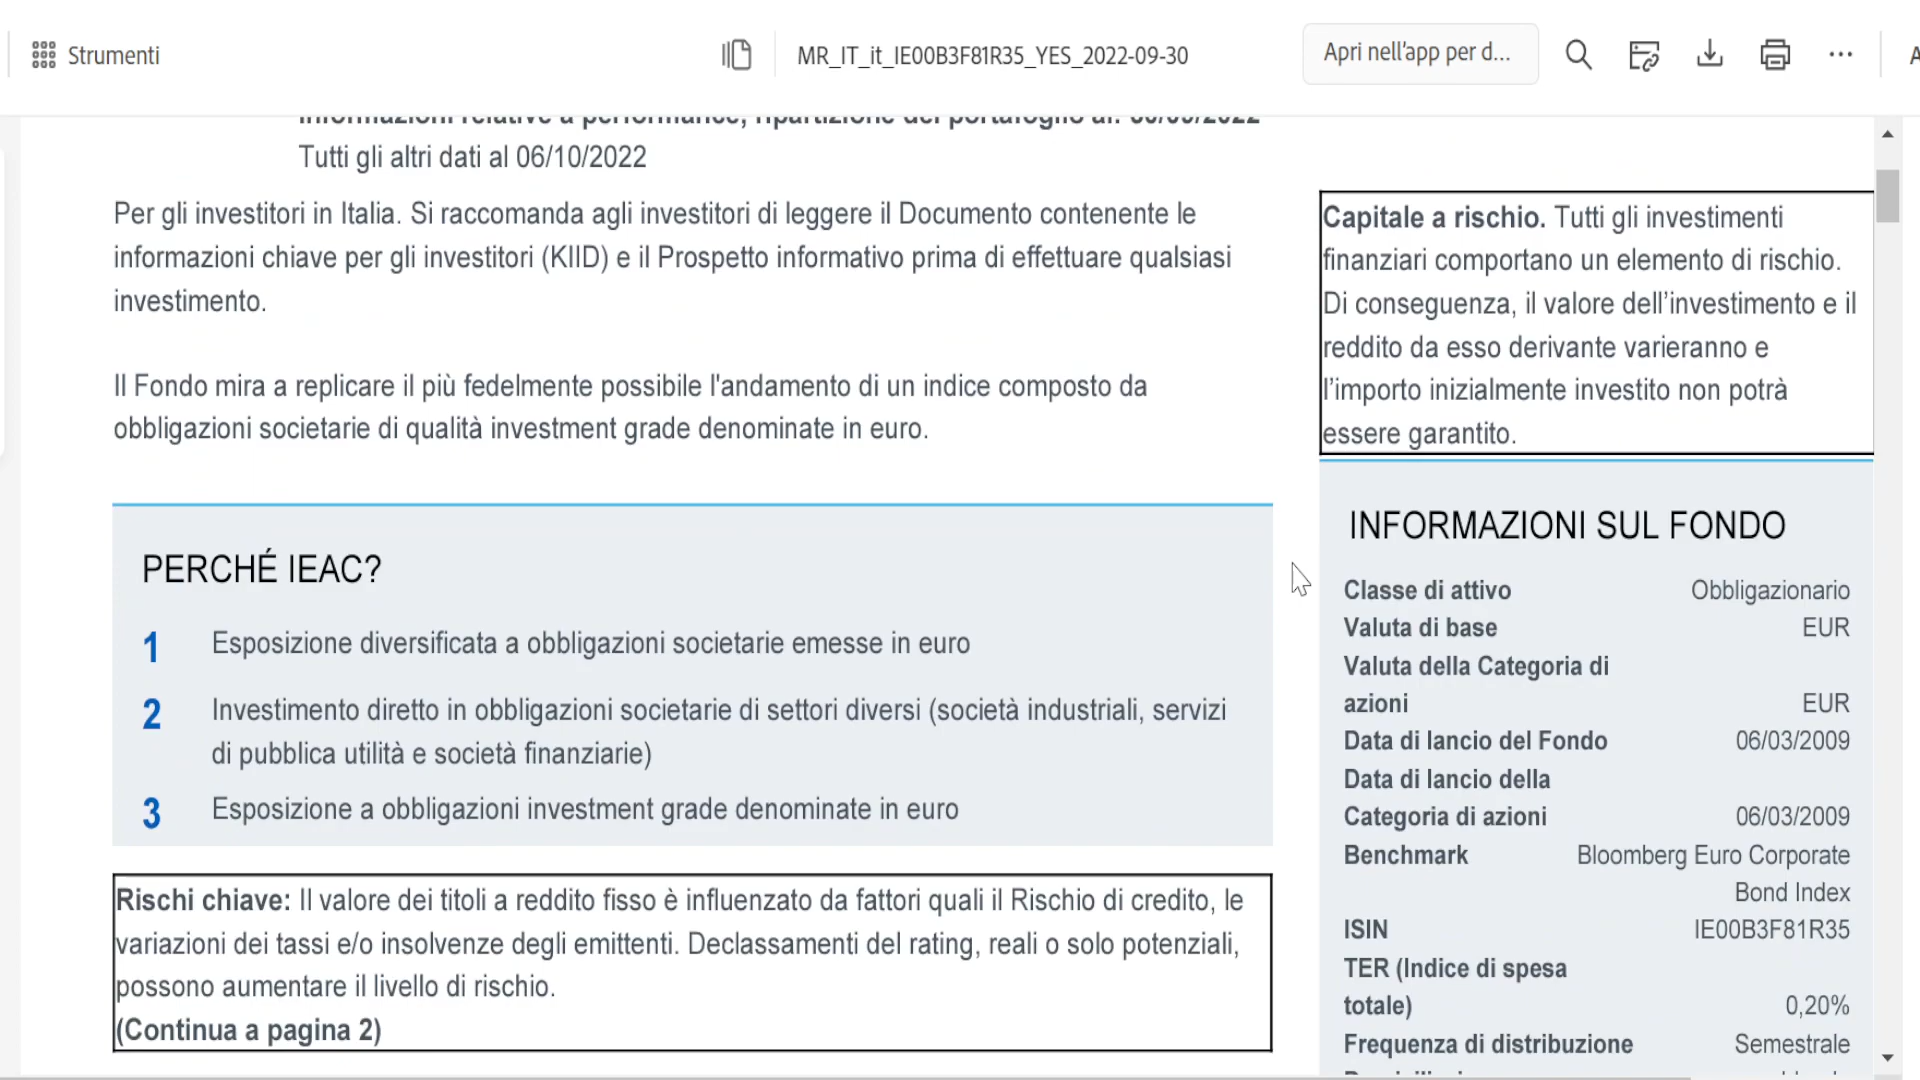 Strumenti
MR_IT_it_IE00B3F81R35_YES_2022-09-30
Apri nell'app per d...
Informazioni relative a performance, ripartizione del portafoglio al: 30/09/2022
Tutti gli altri dati al 06/10/2022
Per gli investitori in Italia. Si raccomanda agli investitori di leggere il Documento contenente le
informazioni chiave per gli investitori (KIID) e il Prospetto informativo prima di effettuare qualsiasi
investimento.
Il Fondo mira a replicare il più fedelmente possibile l'andamento di un indice composto da
obbligazioni societarie di qualità investment grade denominate in euro.
PERCHÉ IEAC?
1 Esposizione diversificata a obbligazioni societarie emesse in euro
2 Investimento diretto in obbligazioni societarie di settori diversi (società industriali, servizi
di pubblica utilità e società finanziarie)
3 Esposizione a obbligazioni investment grade denominate in euro
Rischi chiave: Il valore dei titoli a reddito fisso è influenzato da fattori quali il Rischio di credito, le
variazioni dei tassi e/o insolvenze degli emittenti. Declassamenti del rating, reali o solo potenziali,
possono aumentare il livello di rischio.
(Continua a pagina 2)
Capitale a rischio. Tutti gli investimenti
finanziari comportano un elemento di rischio.
Di conseguenza, il valore dell’investimento e il
reddito da esso derivante varieranno e
l’importo inizialmente investito non potrà
essere garantito.
INFORMAZIONI SUL FONDO
Classe di attivo Obbligazionario
Valuta di base EUR
Valuta della Categoria di
azioni EUR
Data di lancio del Fondo 06/03/2009
Data di lancio della
Categoria di azioni 06/03/2009
Benchmark Bloomberg Euro Corporate
Bond Index
ISIN IE00B3F81R35
TER (Indice di spesa
totale) 0,20%
Frequenza di distribuzione Semestrale